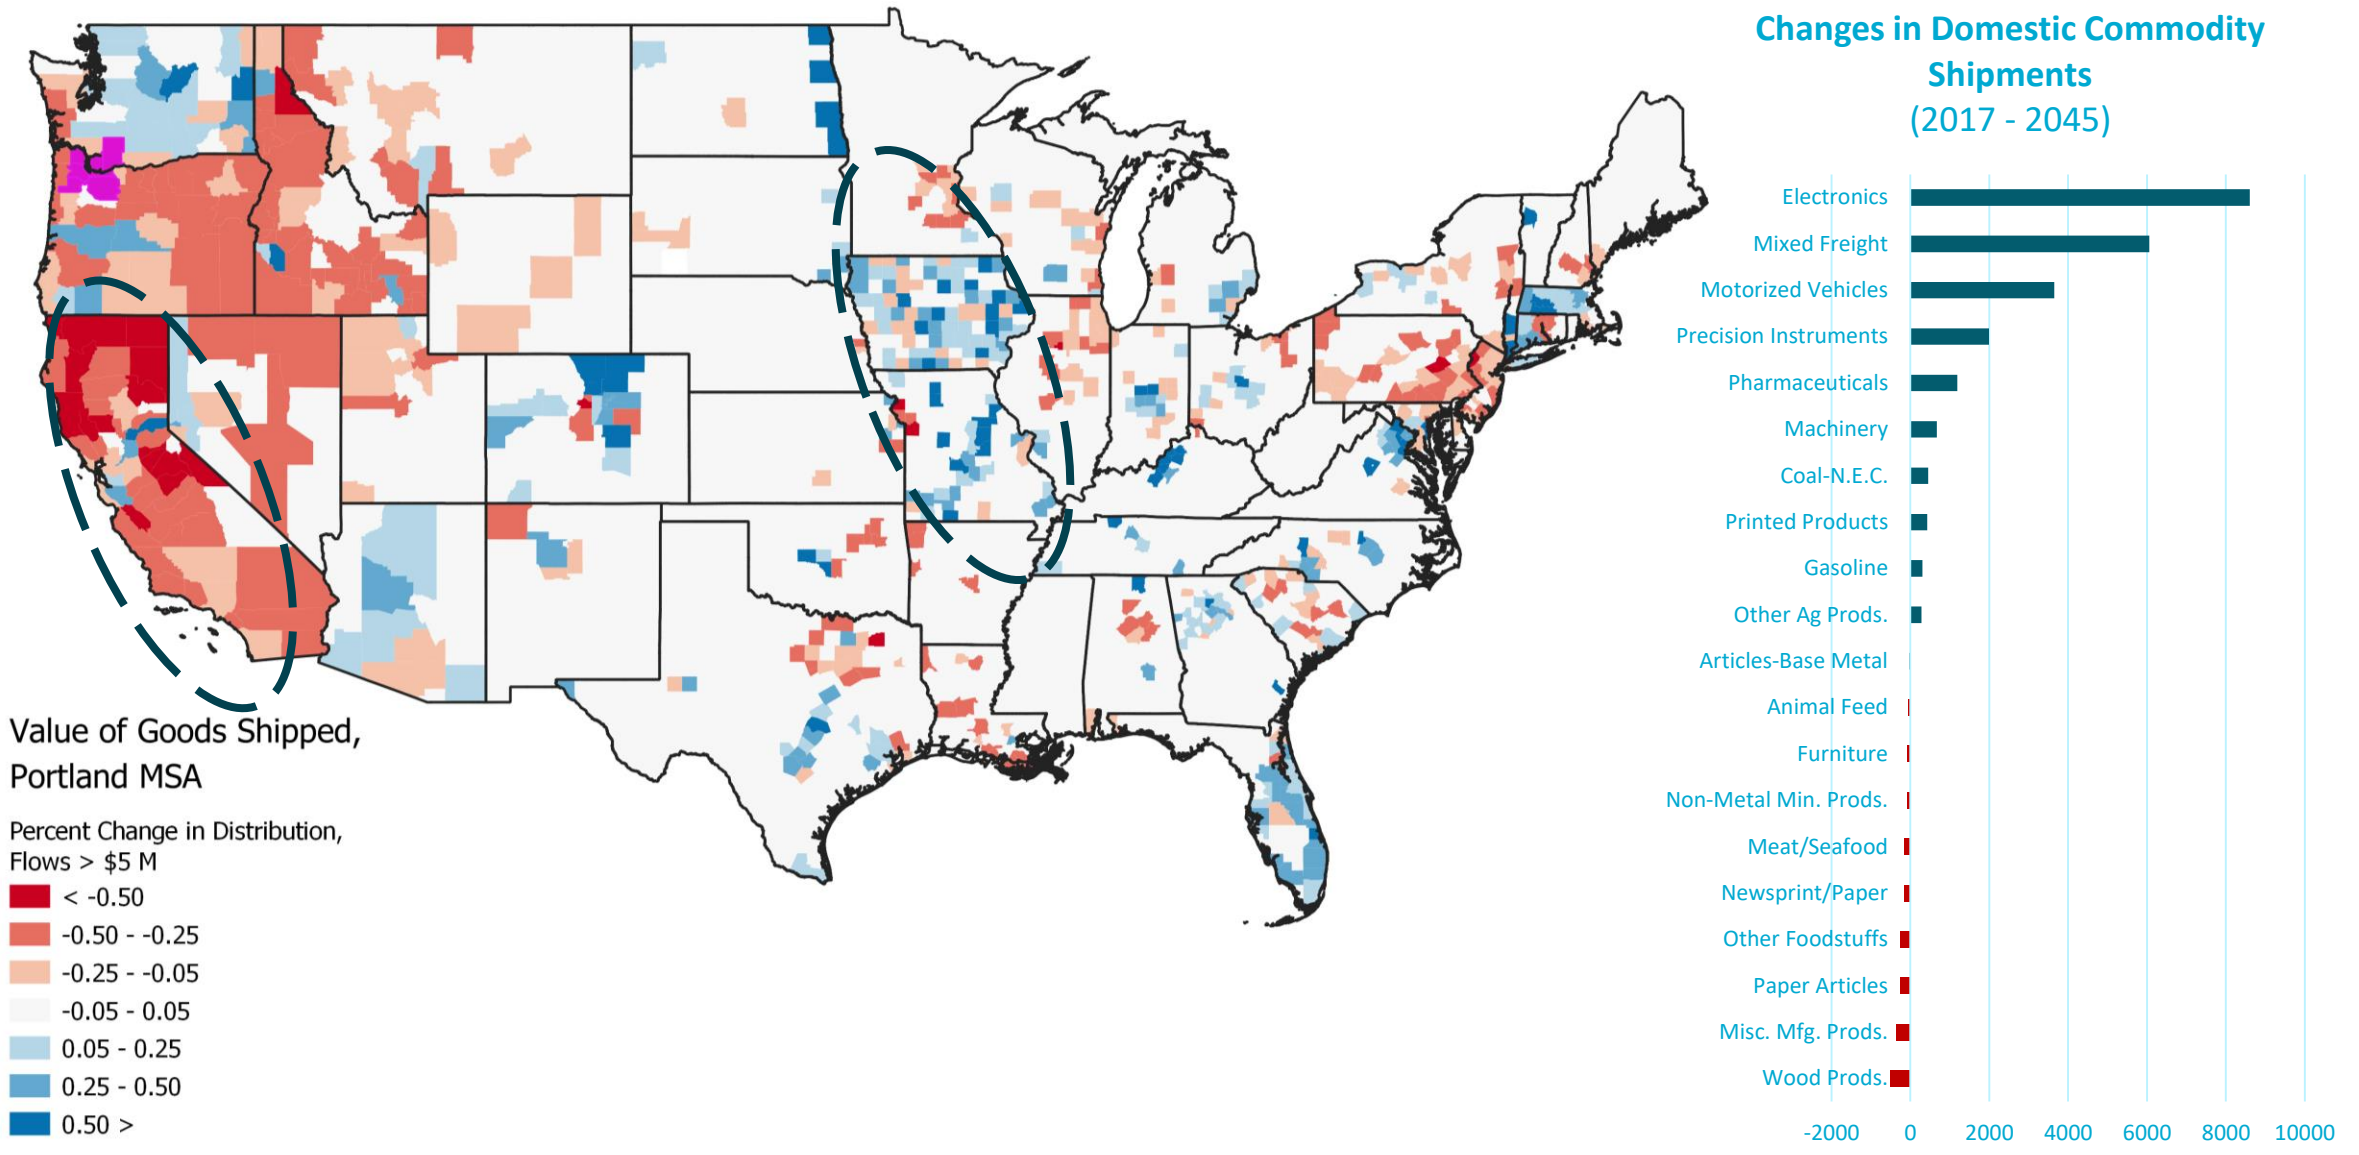 Changes in Domestic Commodity
Shipments
(2017 - 2045)
Electronics
Mixed Freight
Motorized Vehicles
Precision Instruments
Pharmaceuticals
Machinery
Coal-N.E.C.
Printed Products
Gasoline
Other Ag Prods.
Articles-Base Metal
Animal Feed
Furniture
Non-Metal Min. Prods.
Meat/Seafood
Newsprint/Paper
Other Foodstuffs
Paper Articles
Misc. Mfg. Prods.
Wood Prods.
-2000 0 2000 4000 6000 8000 10000
Value of Goods Shipped,
Portland MSA
Percent Change in Distribution,
Flows > $5 M
< -0.50
-0.50 - -0.25
-0.25 - -0.05
-0.05 - 0.05
0.05 - 0.25
0.25 - 0.50
0.50 >